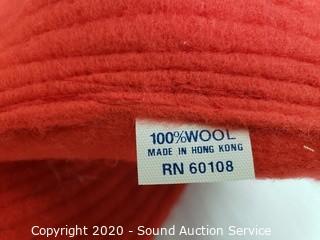 100% WOOL
MADE IN HONG KONG
RN 60108
Copyright 2020 - Sound Auction Service